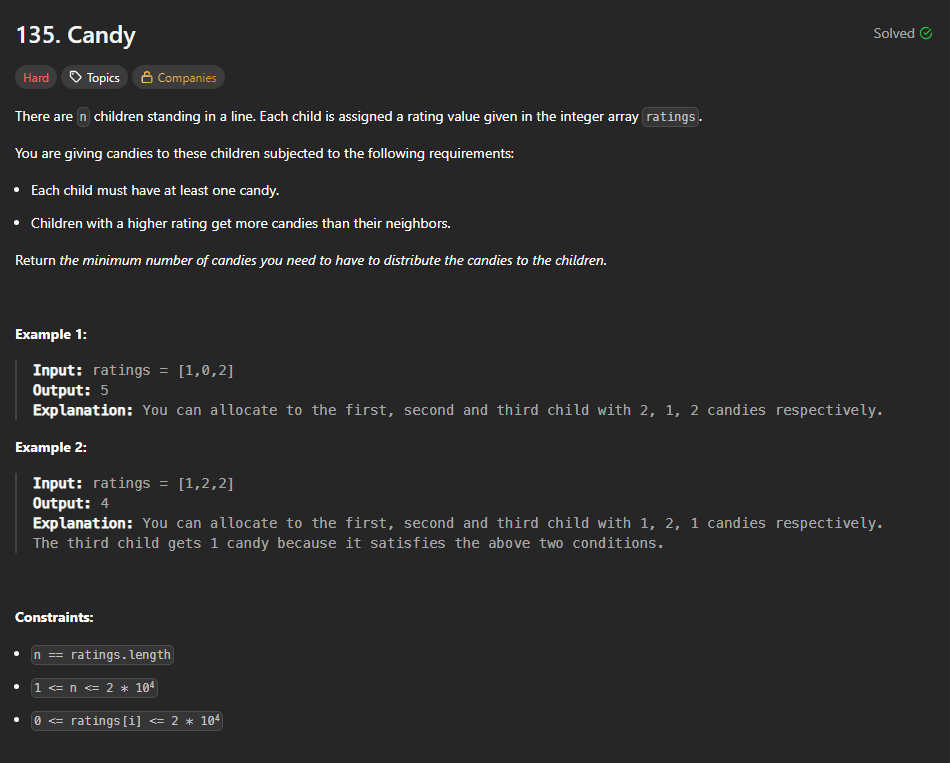 135. Candy
Solved
Hard Topics Companies
There are n children standing in a line. Each child is assigned a rating value given in the integer array ratings.
You are giving candies to these children subjected to the following requirements:
• Each child must have at least one candy.
• Children with a higher rating get more candies than their neighbors.
Return the minimum number of candies you need to have to distribute the candies to the children.
Example 1:
Input: ratings = [1,0,2]
Output: 5
Explanation: You can allocate to the first, second and third child with 2, 1, 2 candies respectively.
Example 2:
Input: ratings = [1,2,2]
Output: 4
Explanation: You can allocate to the first, second and third child with 1, 2, 1 candies respectively.
The third child gets 1 candy because it satisfies the above two conditions.
Constraints:
• n == ratings.length
• 1 <= n <= 2 * 10⁴
• 0 <= ratings[i] <= 2 * 10⁴